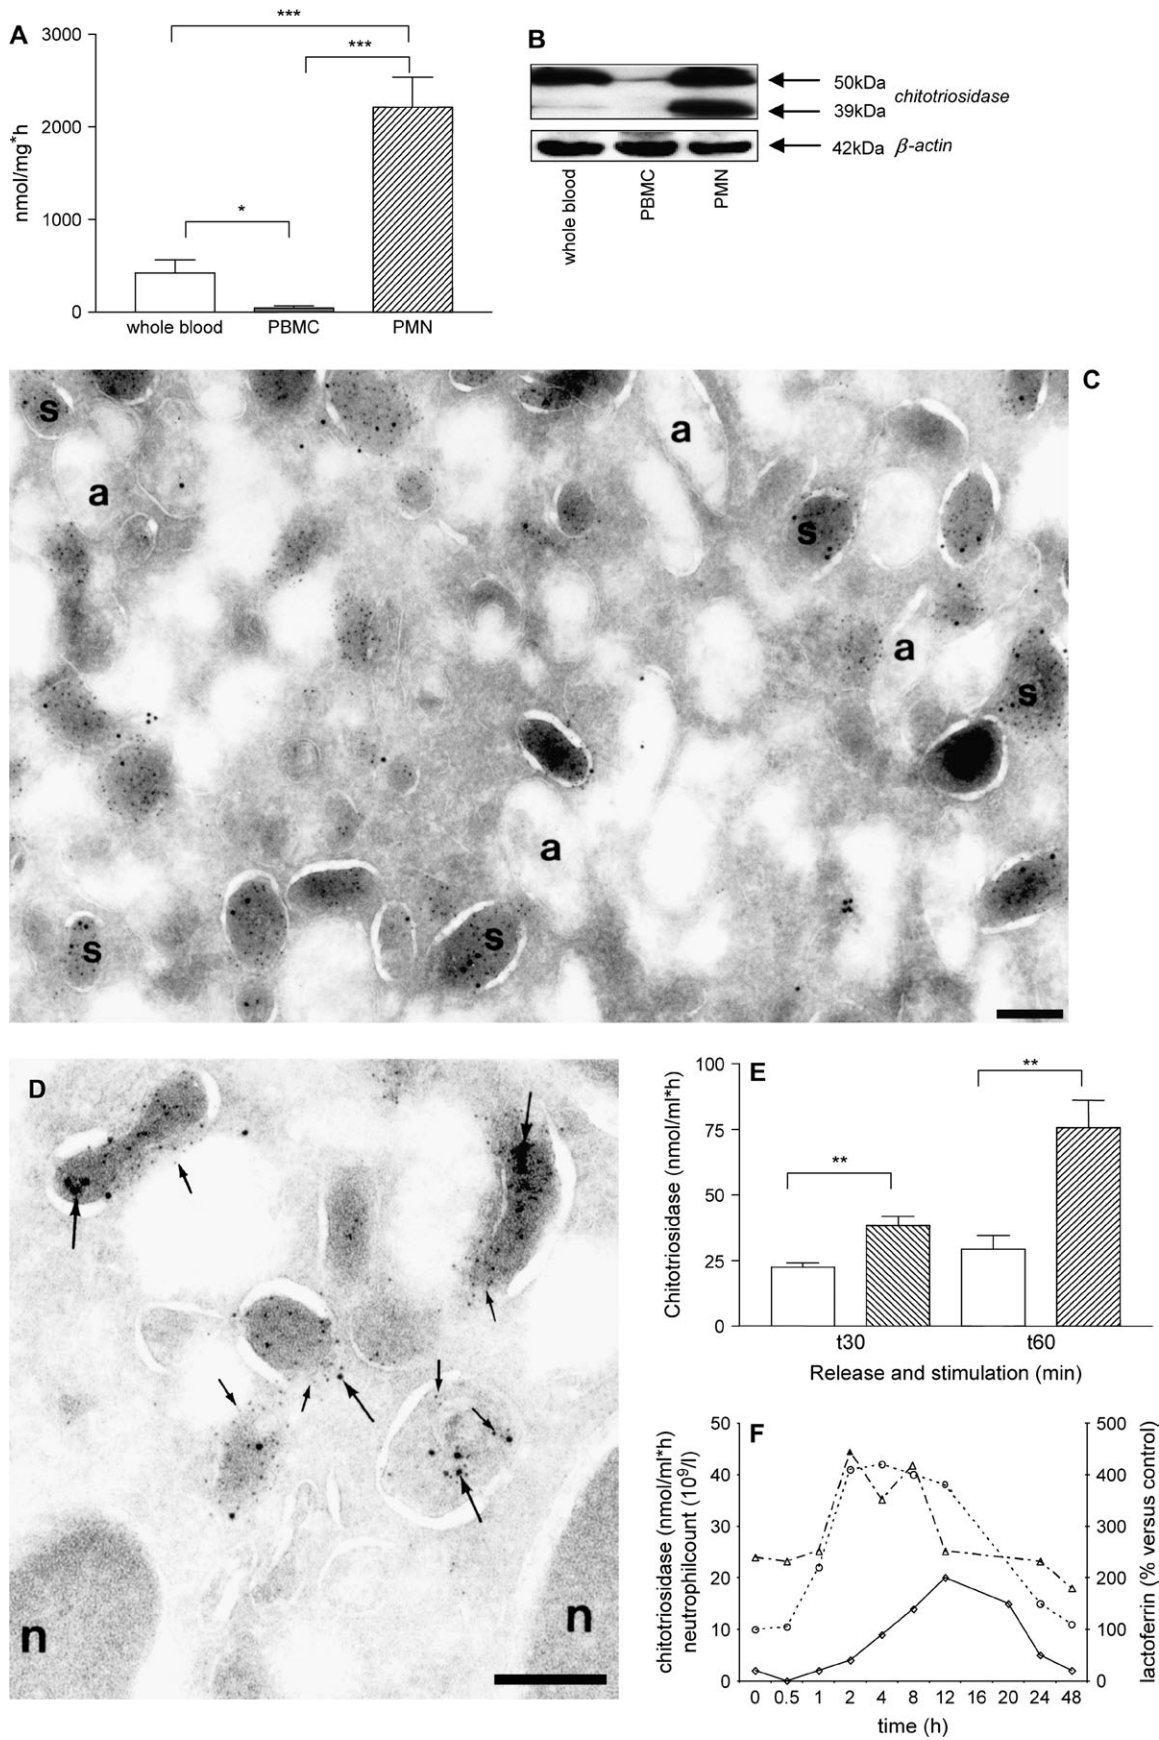 A
nmol/mg*h
3000
2000
1000
0
***
***
*
whole blood PBMC PMN
B
50kDa
39kDa
chitotriosidase
42kDa β-actin
whole blood
PBMC
PMN
C
s
a
a
s
a
s
a
s
s
D
n
n
E
Chitotriosidase (nmol/ml*h)
100
75
50
25
0
**
**
t30 t60
Release and stimulation (min)
F
chitotriosidase (nmol/ml*h)
neutrophilcount (10⁹/l)
50
40
30
20
10
0
500
400
300
200
100
0
lactoferrin (% versus control)
0 0.5 1 2 4 8 12 16 20 24 48
time (h)